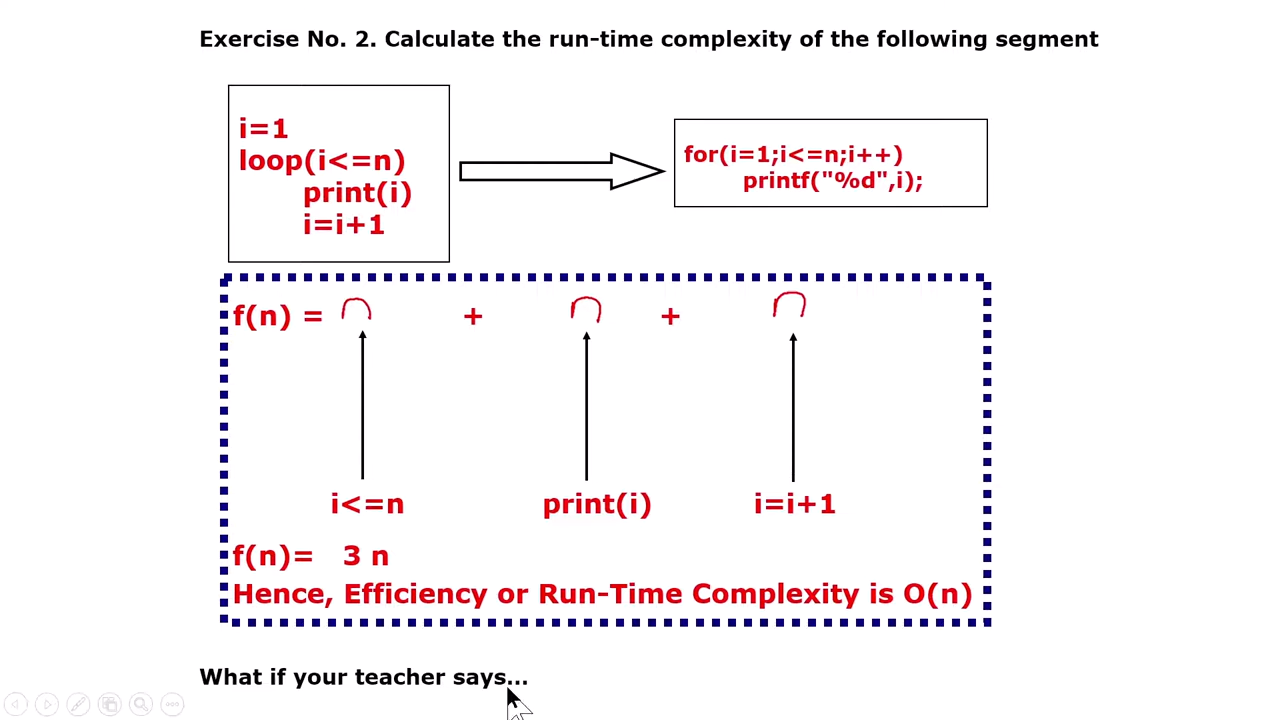 Exercise No. 2. Calculate the run-time complexity of the following segment
i=1
loop(i<=n)
print(i)
i=i+1
for(i=1;i<=n;i++)
printf("%d",i);
f(n) = n + n + n
i<=n print(i) i=i+1
f(n)= 3 n
Hence, Efficiency or Run-Time Complexity is O(n)
What if your teacher says...